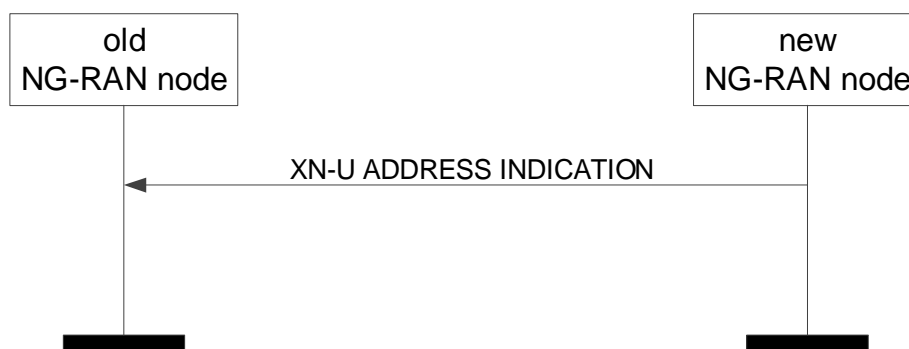 old
NG-RAN node
new
NG-RAN node
XN-U ADDRESS INDICATION